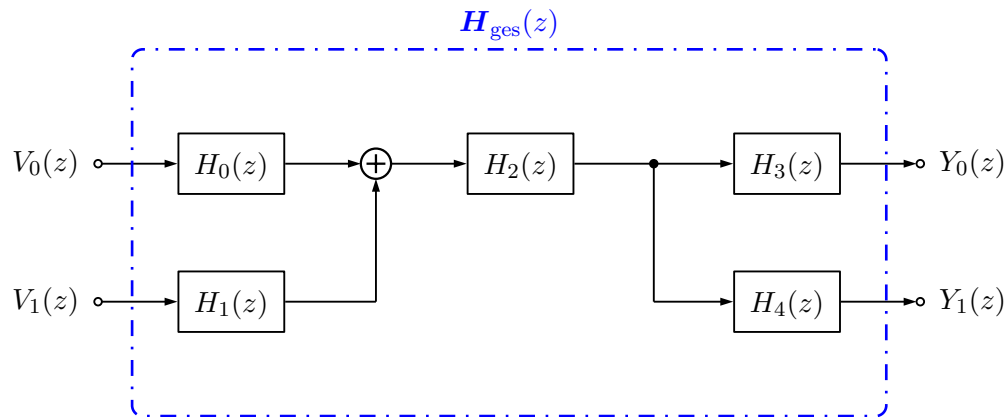 H_ges(z)
V_0(z) H_0(z) + H_2(z) H_3(z) Y_0(z)
V_1(z) H_1(z) H_4(z) Y_1(z)